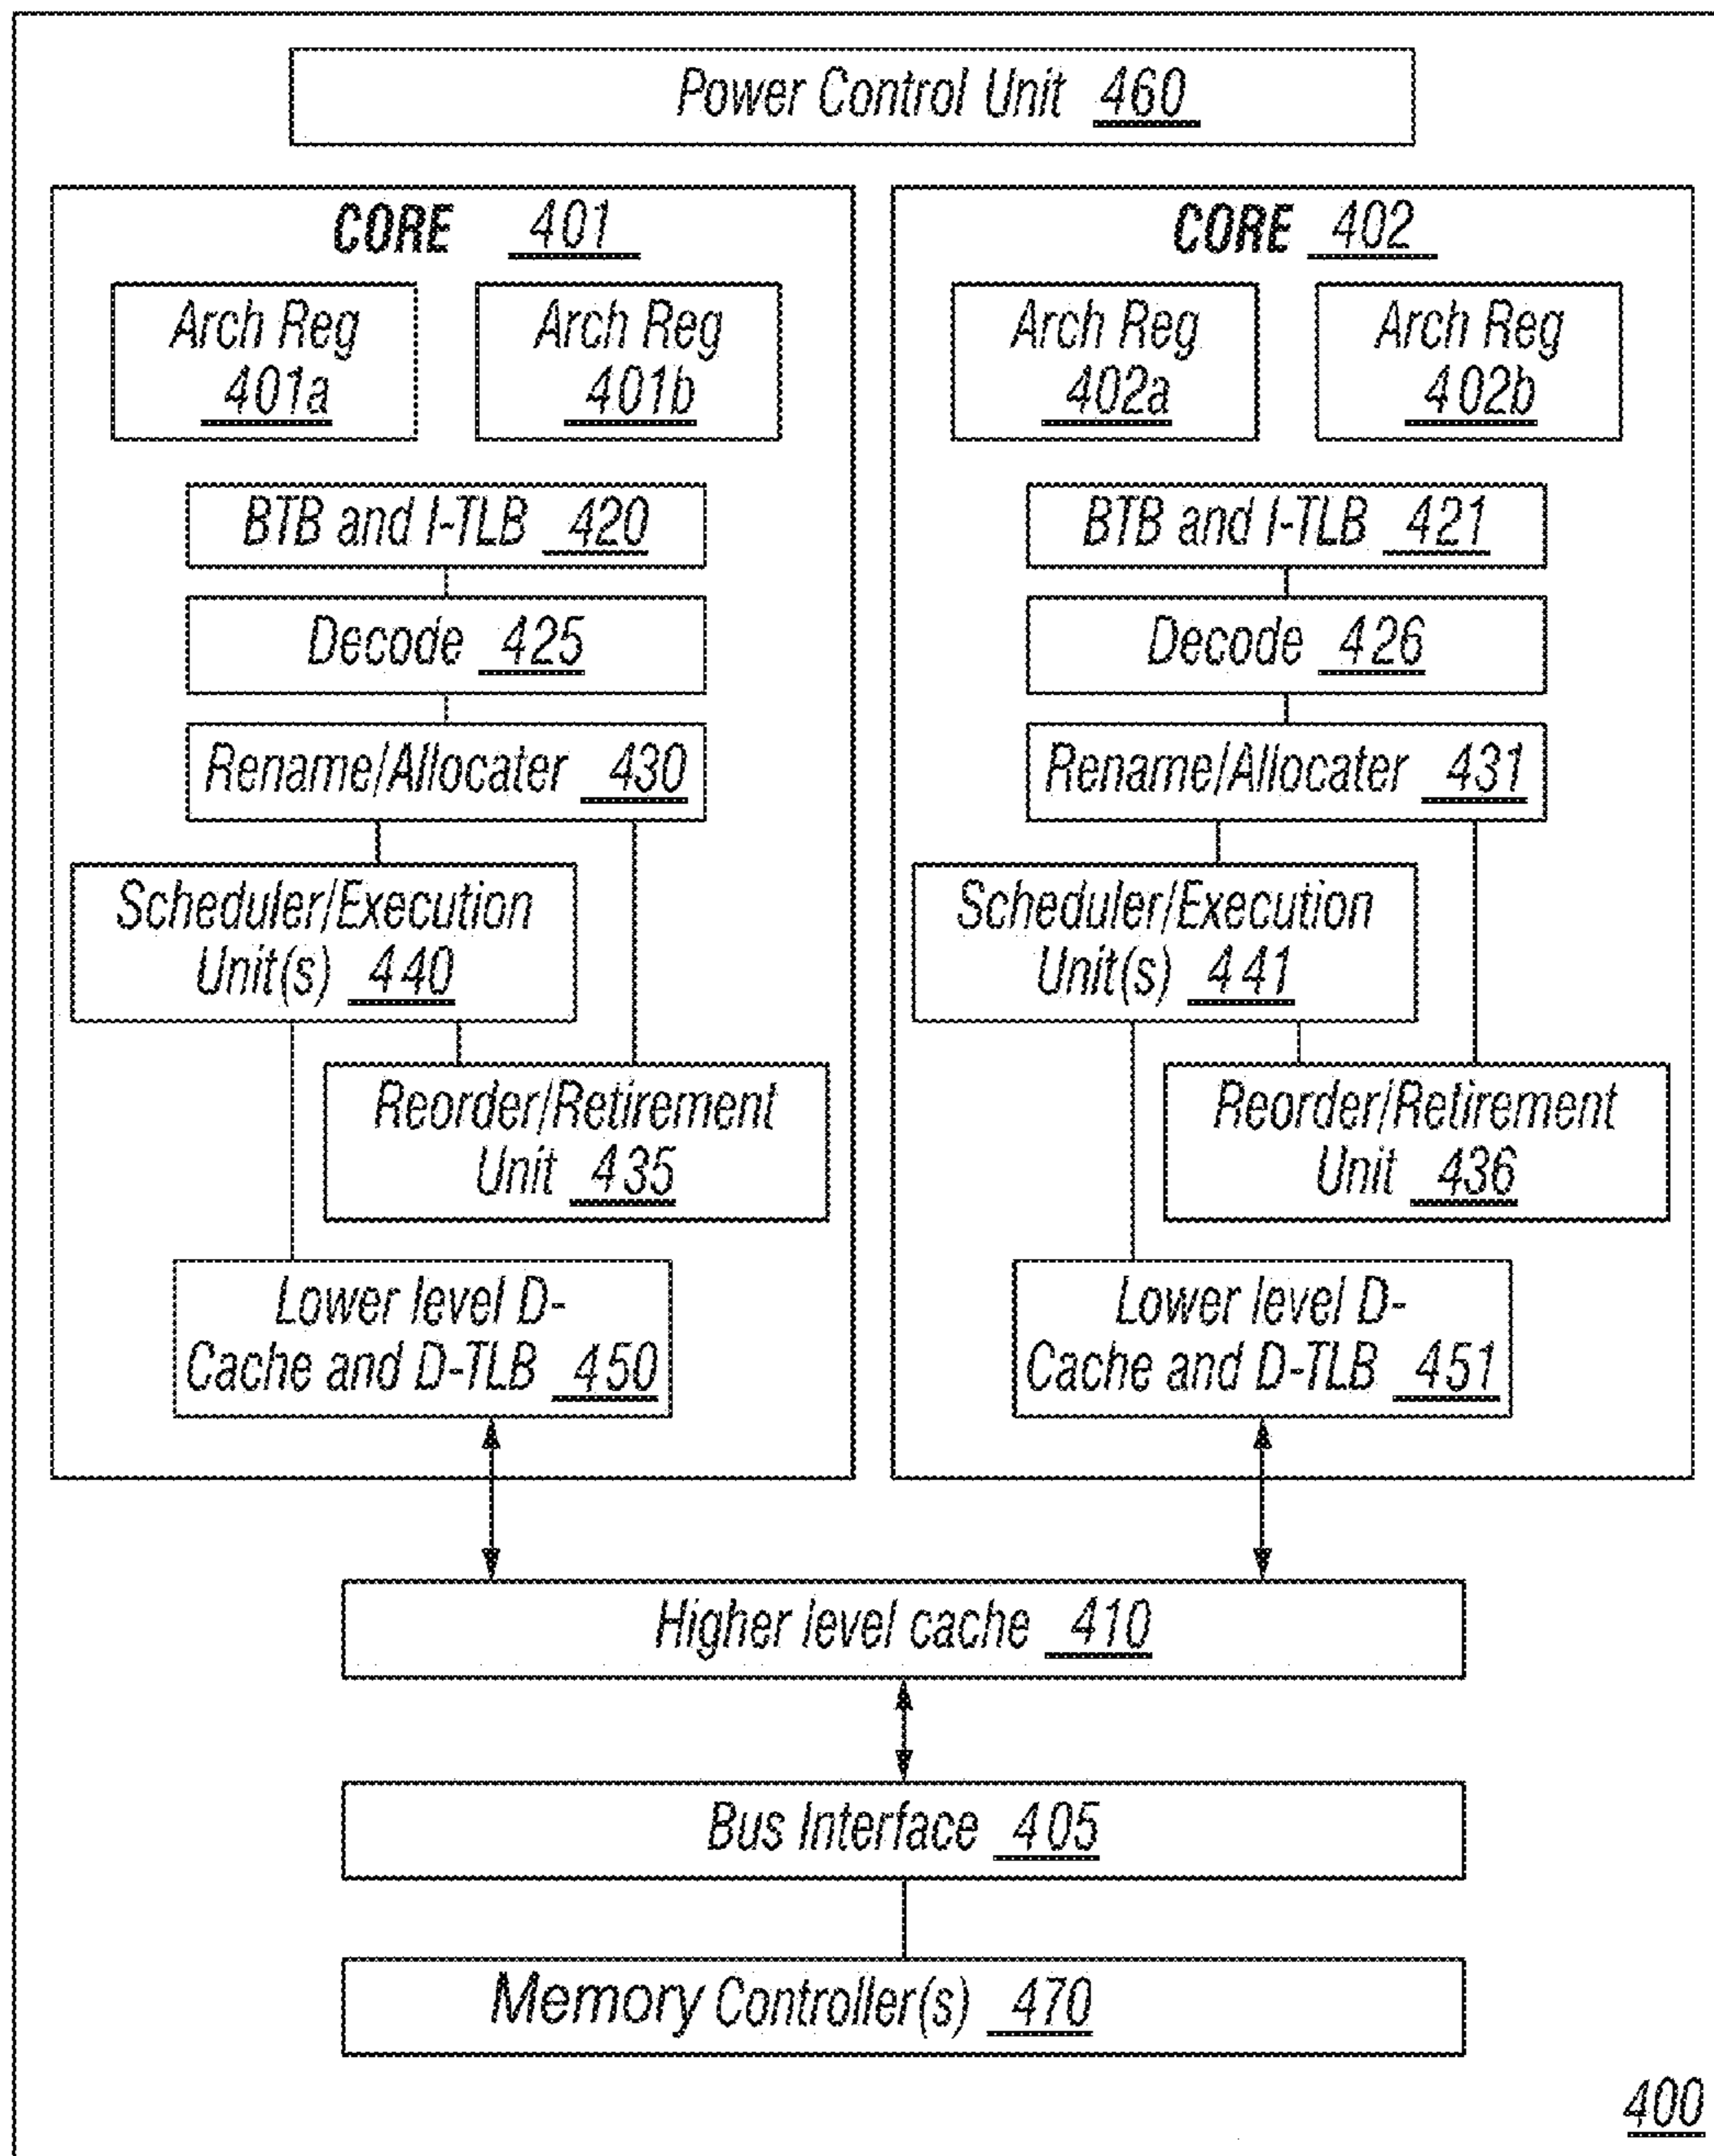 Power Control Unit 460
CORE 401
Arch Reg
401a
Arch Reg
401b
BTB and I-TLB 420
Decode 425
Rename/Allocater 430
Scheduler/Execution
Unit(s) 440
Reorder/Retirement
Unit 435
Lower level D-
Cache and D-TLB 450
CORE 402
Arch Reg
402a
Arch Reg
402b
BTB and I-TLB 421
Decode 426
Rename/Allocater 431
Scheduler/Execution
Unit(s) 441
Reorder/Retirement
Unit 436
Lower level D-
Cache and D-TLB 451
Higher level cache 410
Bus Interface 405
Memory Controller(s) 470
400